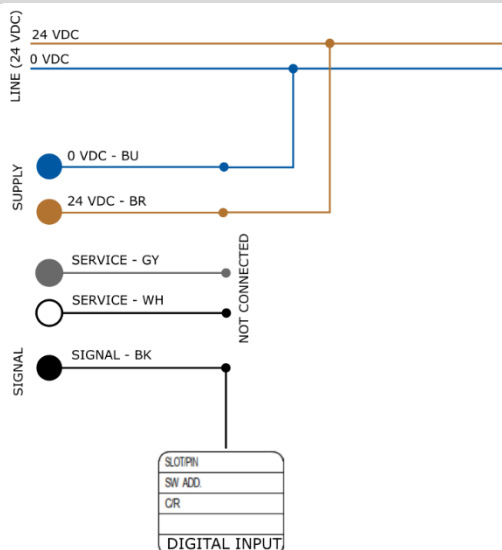 24 VDC
0 VDC
LINE (24 VDC)
0 VDC - BU
24 VDC - BR
SUPPLY
SERVICE - GY
SERVICE - WH
NOT CONNECTED
SIGNAL - BK
SIGNAL
SLOT/PIN
SW ADD.
C/R
DIGITAL INPUT